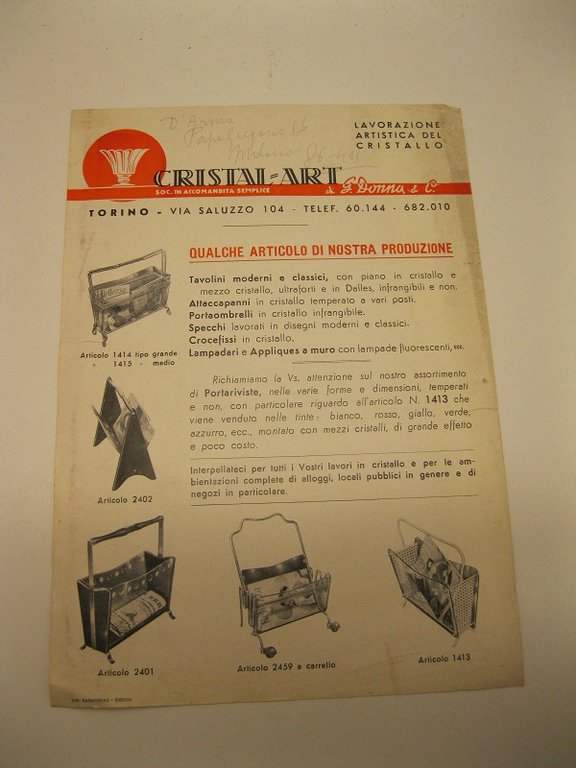 D'Anna
Milano
LAVORAZIONE
ARTISTICA DEL
CRISTALLO
CRISTAL-ART
SOC. IN ACCOMANDITA SEMPLICE di G. Donna & C.
TORINO - VIA SALUZZO 104 - TELEF. 60.144 - 682.010
QUALCHE ARTICOLO DI NOSTRA PRODUZIONE
Tavolini moderni e classici, con piano in cristallo e
mezzo cristallo, ultraforti e in Dalles, infrangibili e non.
Attaccapanni in cristallo temperato a vari posti.
Portaombrelli in cristallo infrangibile.
Specchi lavorati in disegni moderni e classici.
Crocefissi in cristallo.
Lampadari e Appliques a muro con lampade fluorescenti, ecc.
Articolo 1414 tipo grande
» 1415 » medio
Richiamiamo la Vs. attenzione sul nostro assortimento
di Portariviste, nelle varie forme e dimensioni, temperati
e non, con particolare riguardo all'articolo N. 1413 che
viene venduto nelle tinte: bianco, rosso, giallo, verde,
azzurro, ecc., montato con mezzi cristalli, di grande effetto
e poco costo.
Articolo 2402
Interpellateci per tutti i Vostri lavori in cristallo e per le am-
bientazioni complete di alloggi, locali pubblici in genere e di
negozi in particolare.
Articolo 2401
Articolo 2459 a carrello
Articolo 1413